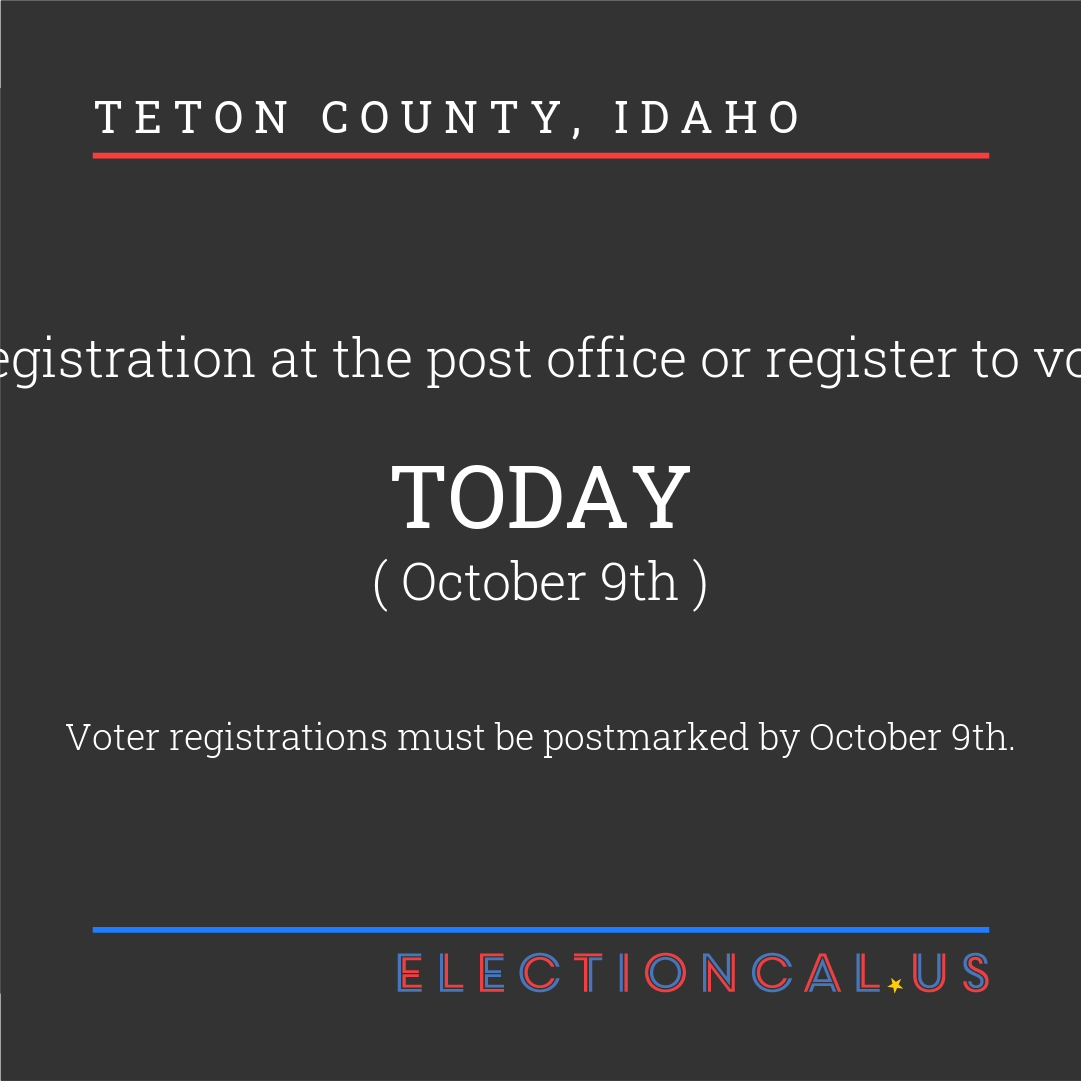 TETON COUNTY, IDAHO
egistration at the post office or register to vo
TODAY
( October 9th )
Voter registrations must be postmarked by October 9th.
ELECTIONCAL.US